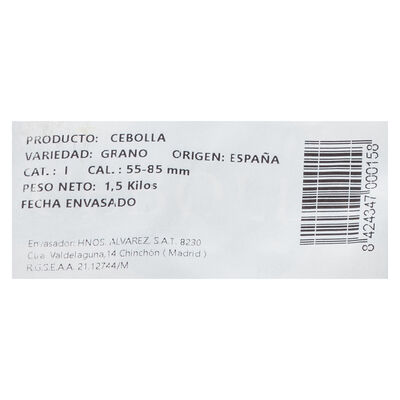 PRODUCTO: CEBOLLA
VARIEDAD: GRANO ORIGEN: ESPAÑA
CAT.: I CAL.: 55-85 mm
PESO NETO: 1,5 Kilos
FECHA ENVASADO
Envasador: HNOS. ALVAREZ, S.A.T. 8230
Cua. Valdelaguna,14 Chinchón ( Madrid )
R.G.S.E.A.A. 21.12744/M
8 424347 000158